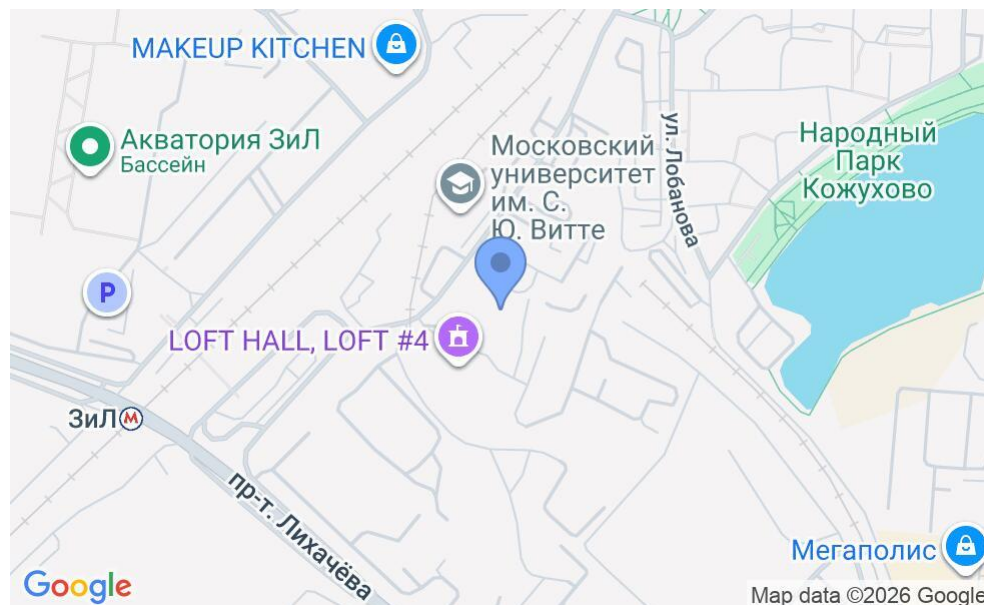 MAKEUP KITCHEN
Акватория ЗиЛ
Бассейн
Московский
университет
им. С.
Ю. Витте
ул. Лобанова
Народный
Парк
Кожухово
P
LOFT HALL, LOFT #4
ЗиЛ М
пр-т. Лихачёва
Мегаполис
Google
Map data ©2026 Google